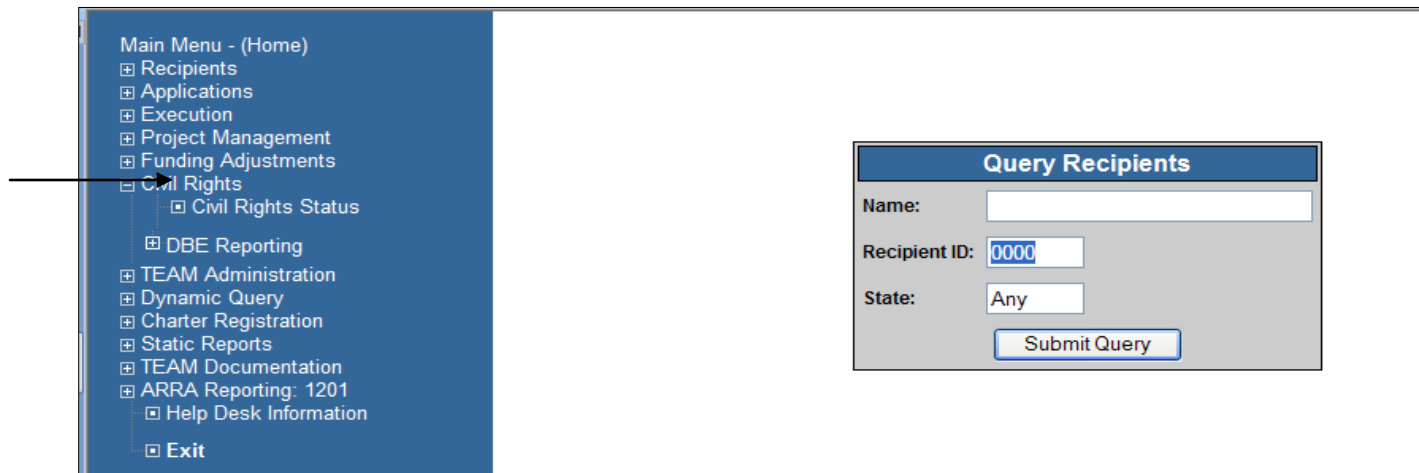 Main Menu - (Home)
Recipients
Applications
Execution
Project Management
Funding Adjustments
Civil Rights
Civil Rights Status
DBE Reporting
TEAM Administration
Dynamic Query
Charter Registration
Static Reports
TEAM Documentation
ARRA Reporting: 1201
Help Desk Information
Exit
Query Recipients
Name:
Recipient ID: 0000
State: Any
Submit Query